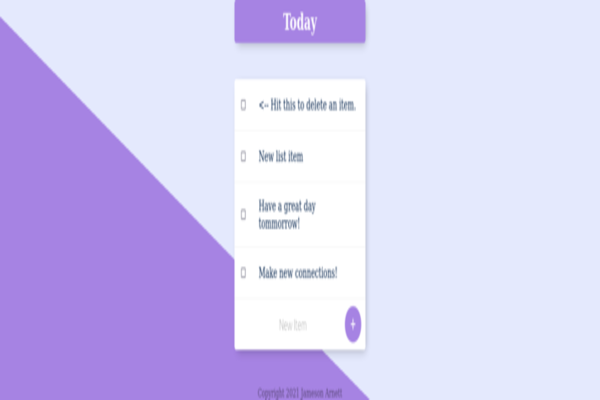 Today
<-- Hit this to delete an item.
New list item
Have a great day
tommorrow!
Make new connections!
New Item
+
Copyright 2021 Jameson Arnett